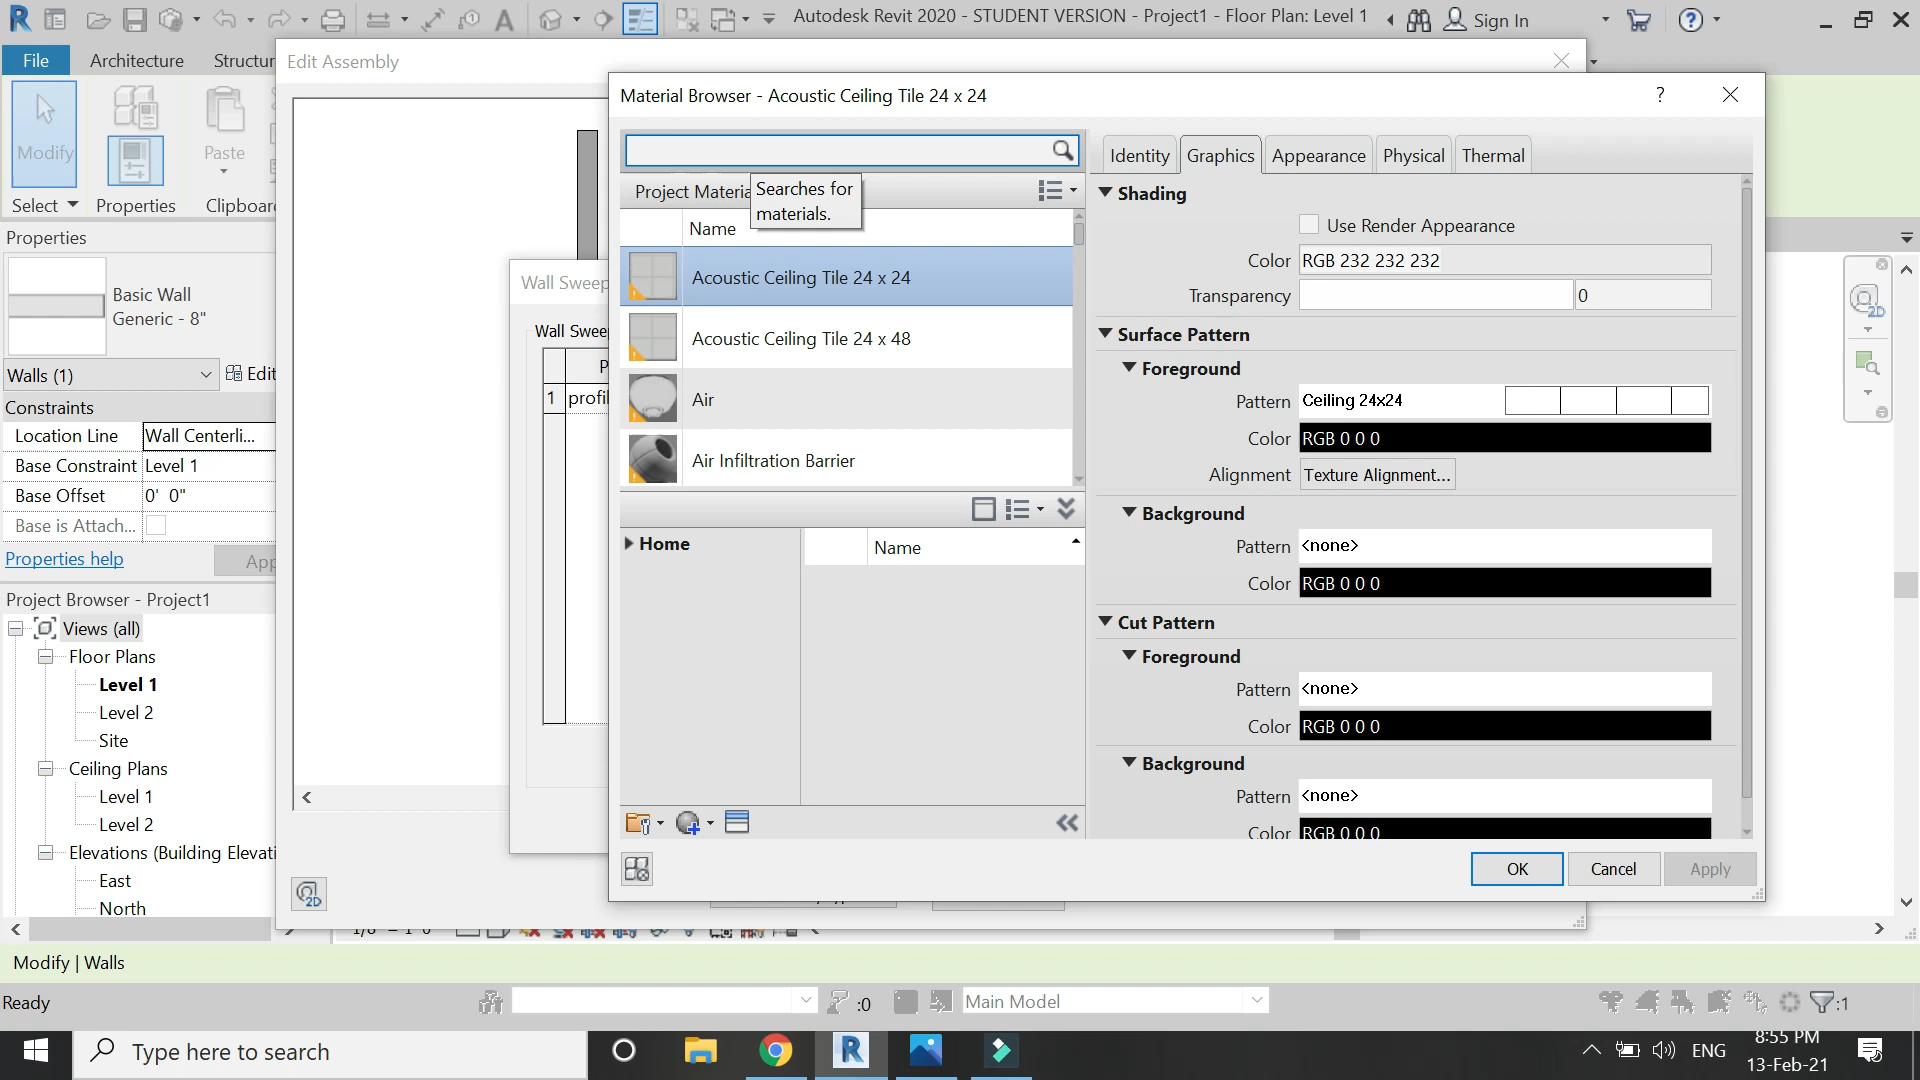 Autodesk Revit 2020 - STUDENT VERSION - Project1 - Floor Plan: Level 1
Sign In
File
Architecture
Structur
Edit Assembly
Material Browser - Acoustic Ceiling Tile 24 x 24
Modify
Paste
Select
Properties
Clipboar
Project Materia
Searches for
materials.
Name
Acoustic Ceiling Tile 24 x 24
Acoustic Ceiling Tile 24 x 48
Air
Air Infiltration Barrier
Home
Name
Identity
Graphics
Appearance
Physical
Thermal
Shading
Use Render Appearance
Color RGB 232 232 232
Transparency 0
Surface Pattern
Foreground
Pattern Ceiling 24x24
Color RGB 0 0 0
Alignment Texture Alignment...
Background
Pattern <none>
Color RGB 0 0 0
Cut Pattern
Foreground
Pattern <none>
Color RGB 0 0 0
Background
Pattern <none>
Color RGB 0 0 0
OK
Cancel
Apply
Wall Sweep
Wall Swee
P
1 profil
Properties
Basic Wall
Generic - 8"
Walls (1)
Edit
Constraints
Location Line Wall Centerli...
Base Constraint Level 1
Base Offset 0' 0"
Base is Attach...
Properties help
App
Project Browser - Project1
Views (all)
Floor Plans
Level 1
Level 2
Site
Ceiling Plans
Level 1
Level 2
Elevations (Building Elevati
East
North
Modify | Walls
Ready
:0
Main Model
:1
Type here to search
ENG
8:55 PM
13-Feb-21